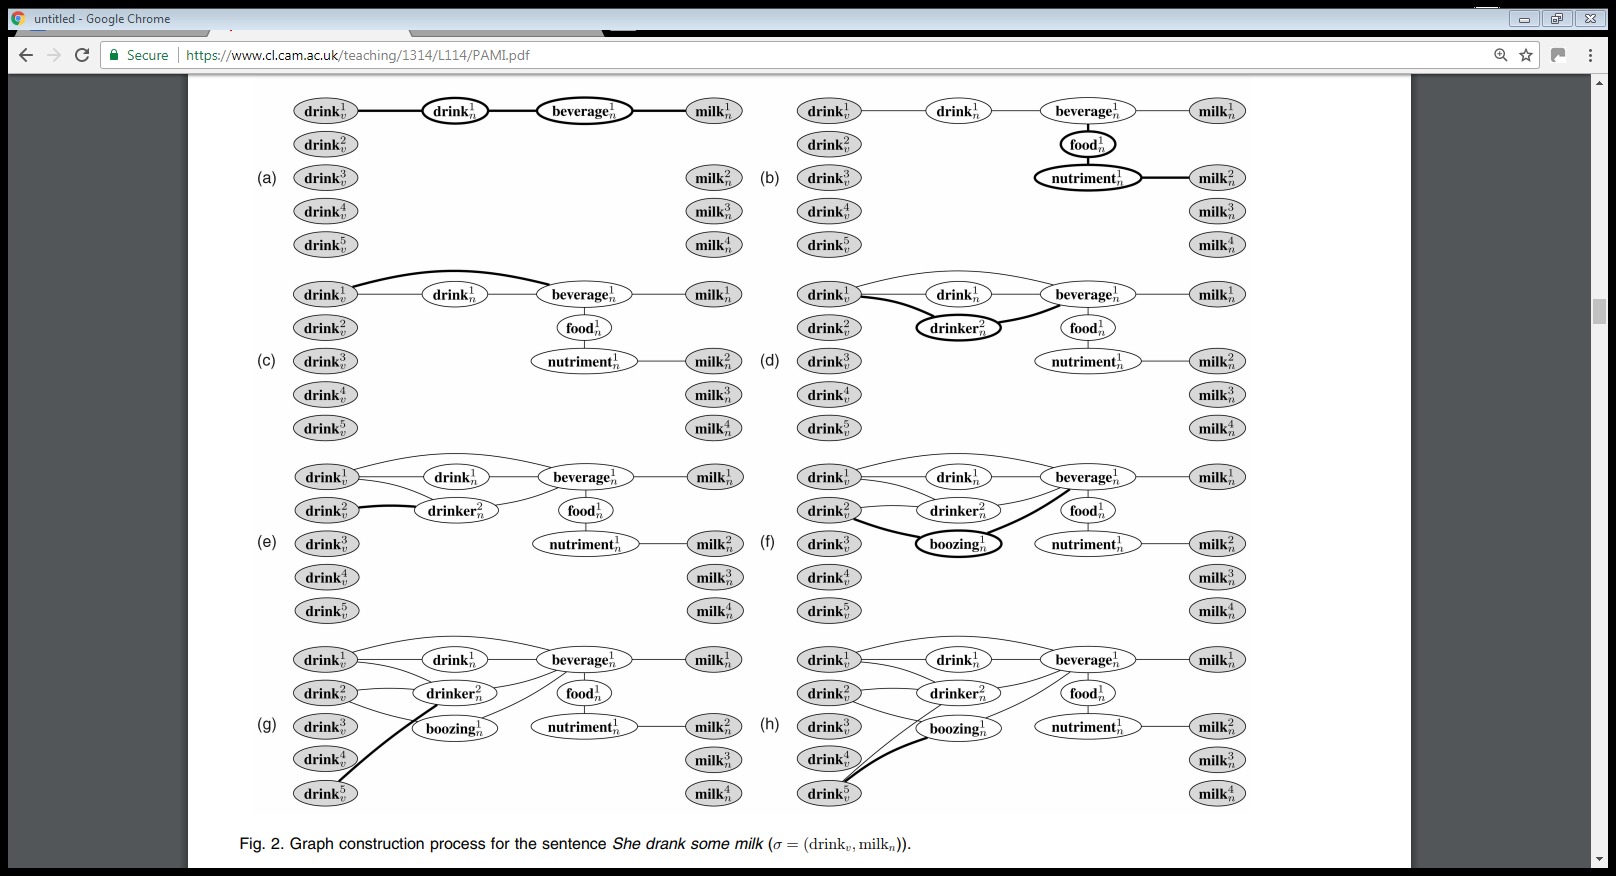 untitled - Google Chrome
Secure https://www.cl.cam.ac.uk/teaching/1314/L114/PAMI.pdf
drink¹ᵥ drink¹ₙ beverage¹ₙ milk¹ₙ
drink²ᵥ
(a) drink³ᵥ milk²ₙ
drink⁴ᵥ milk³ₙ
drink⁵ᵥ milk⁴ₙ
drink¹ᵥ drink¹ₙ beverage¹ₙ milk¹ₙ
drink²ᵥ food¹ₙ
(b) drink³ᵥ nutriment¹ₙ milk²ₙ
drink⁴ᵥ milk³ₙ
drink⁵ᵥ milk⁴ₙ
drink¹ᵥ drink¹ₙ beverage¹ₙ milk¹ₙ
drink²ᵥ food¹ₙ
(c) drink³ᵥ nutriment¹ₙ milk²ₙ
drink⁴ᵥ milk³ₙ
drink⁵ᵥ milk⁴ₙ
drink¹ᵥ drink¹ₙ beverage¹ₙ milk¹ₙ
drink²ᵥ drinker²ₙ food¹ₙ
(d) drink³ᵥ nutriment¹ₙ milk²ₙ
drink⁴ᵥ milk³ₙ
drink⁵ᵥ milk⁴ₙ
drink¹ᵥ drink¹ₙ beverage¹ₙ milk¹ₙ
drink²ᵥ drinker²ₙ food¹ₙ
(e) drink³ᵥ nutriment¹ₙ milk²ₙ
drink⁴ᵥ milk³ₙ
drink⁵ᵥ milk⁴ₙ
drink¹ᵥ drink¹ₙ beverage¹ₙ milk¹ₙ
drink²ᵥ drinker²ₙ food¹ₙ
(f) drink³ᵥ boozing¹ₙ nutriment¹ₙ milk²ₙ
drink⁴ᵥ milk³ₙ
drink⁵ᵥ milk⁴ₙ
drink¹ᵥ drink¹ₙ beverage¹ₙ milk¹ₙ
drink²ᵥ drinker²ₙ food¹ₙ
(g) drink³ᵥ boozing¹ₙ nutriment¹ₙ milk²ₙ
drink⁴ᵥ milk³ₙ
drink⁵ᵥ milk⁴ₙ
drink¹ᵥ drink¹ₙ beverage¹ₙ milk¹ₙ
drink²ᵥ drinker²ₙ food¹ₙ
(h) drink³ᵥ boozing¹ₙ nutriment¹ₙ milk²ₙ
drink⁴ᵥ milk³ₙ
drink⁵ᵥ milk⁴ₙ
Fig. 2. Graph construction process for the sentence She drank some milk (σ = (drinkᵥ, milkₙ)).